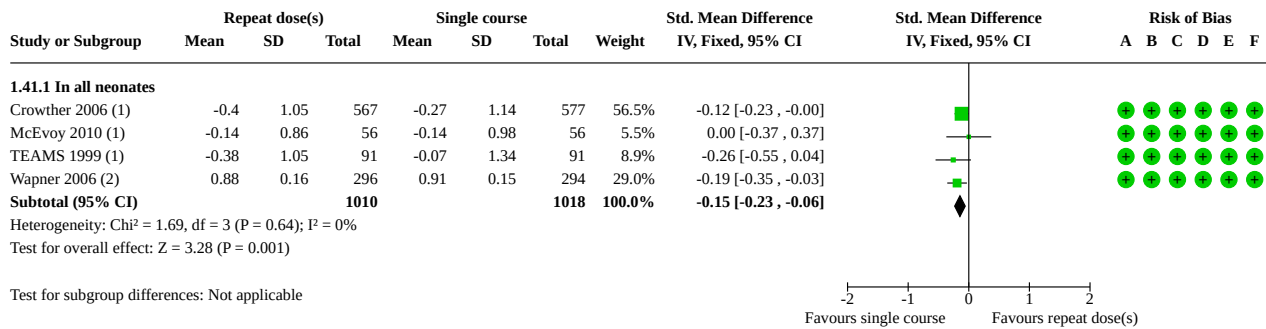 Repeat dose(s) Single course Std. Mean Difference Std. Mean Difference Risk of Bias
Study or Subgroup Mean SD Total Mean SD Total Weight IV, Fixed, 95% CI IV, Fixed, 95% CI A B C D E F
1.41.1 In all neonates
Crowther 2006 (1) -0.4 1.05 567 -0.27 1.14 577 56.5% -0.12 [-0.23 , -0.00] + + + + + +
McEvoy 2010 (1) -0.14 0.86 56 -0.14 0.98 56 5.5% 0.00 [-0.37 , 0.37] + + + + + +
TEAMS 1999 (1) -0.38 1.05 91 -0.07 1.34 91 8.9% -0.26 [-0.55 , 0.04] + + + + + +
Wapner 2006 (2) 0.88 0.16 296 0.91 0.15 294 29.0% -0.19 [-0.35 , -0.03] + + + + + +
Subtotal (95% CI) 1010 1018 100.0% -0.15 [-0.23 , -0.06]
Heterogeneity: Chi² = 1.69, df = 3 (P = 0.64); I² = 0%
Test for overall effect: Z = 3.28 (P = 0.001)
Test for subgroup differences: Not applicable
-2 -1 0 1 2
Favours single course Favours repeat dose(s)